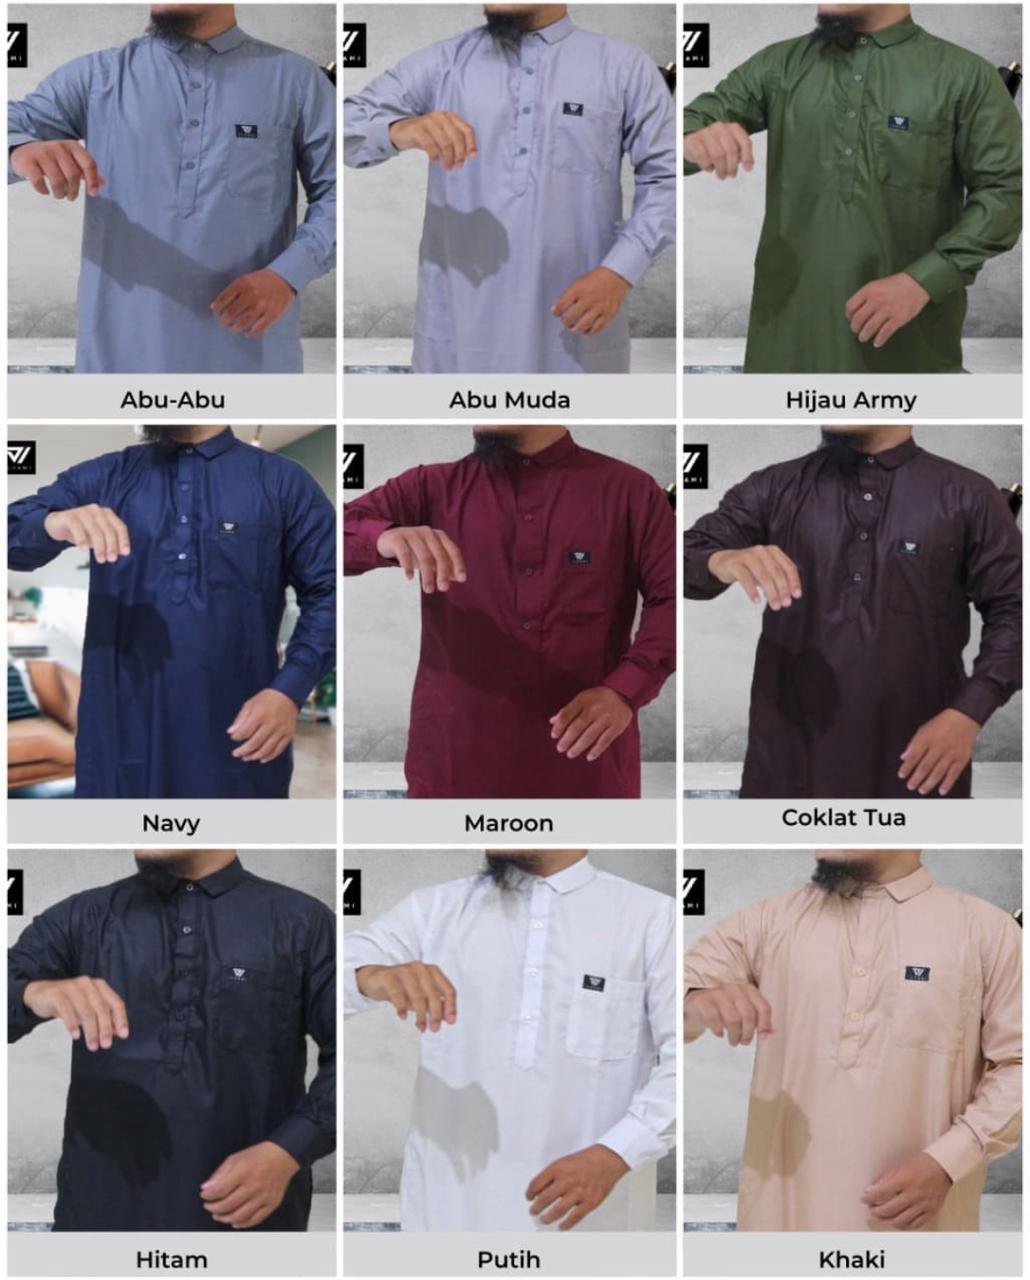 Abu-Abu
Abu Muda
Hijau Army
Navy
Maroon
Coklat Tua
Hitam
Putih
Khaki